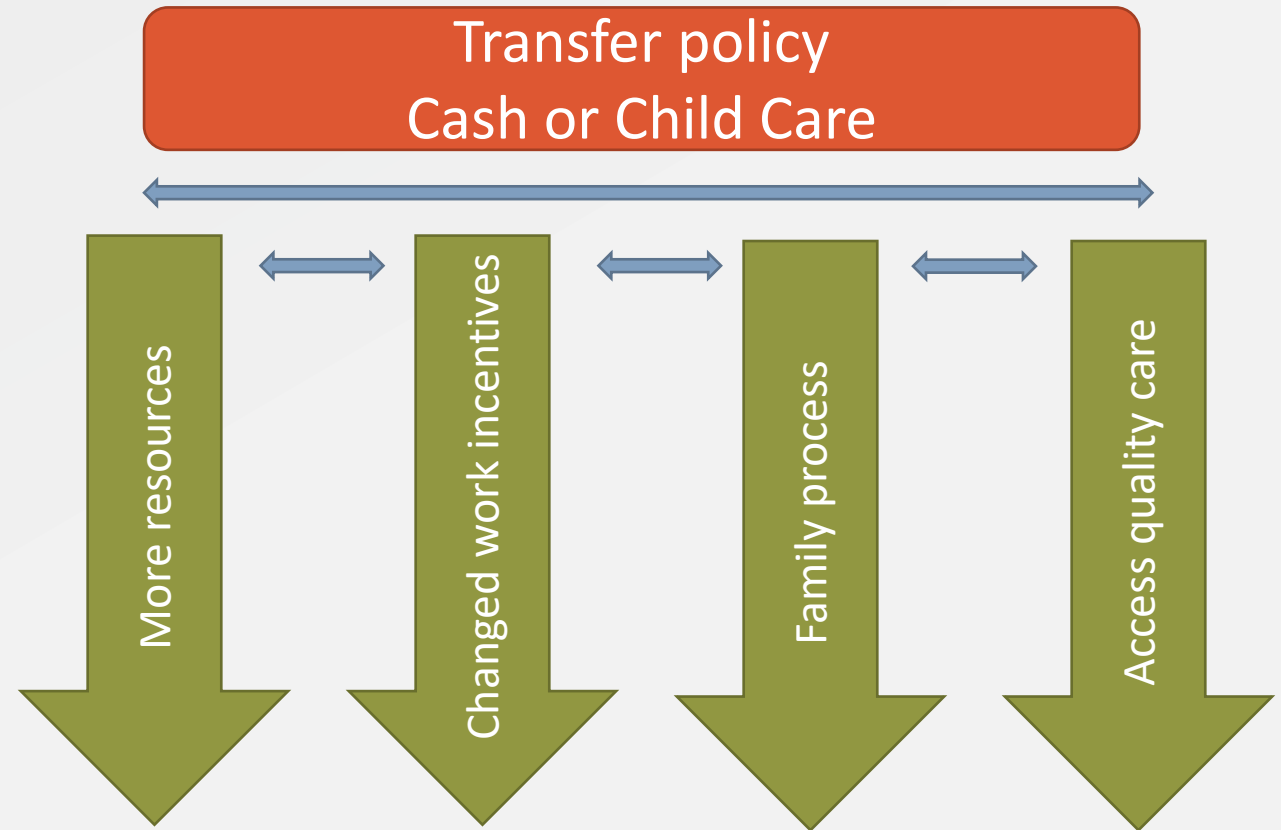 Transfer policy
Cash or Child Care
More resources
Changed work incentives
Family process
Access quality care